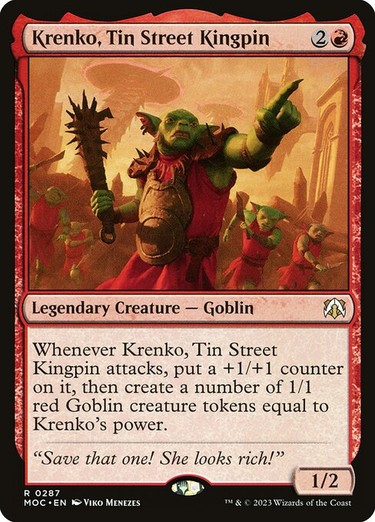 Krenko, Tin Street Kingpin 2
Legendary Creature — Goblin
Whenever Krenko, Tin Street
Kingpin attacks, put a +1/+1 counter
on it, then create a number of 1/1
red Goblin creature tokens equal to
Krenko's power.
“Save that one! She looks rich!”
1/2
R 0287
MOC • EN Viko Menezes
™ & © 2023 Wizards of the Coast